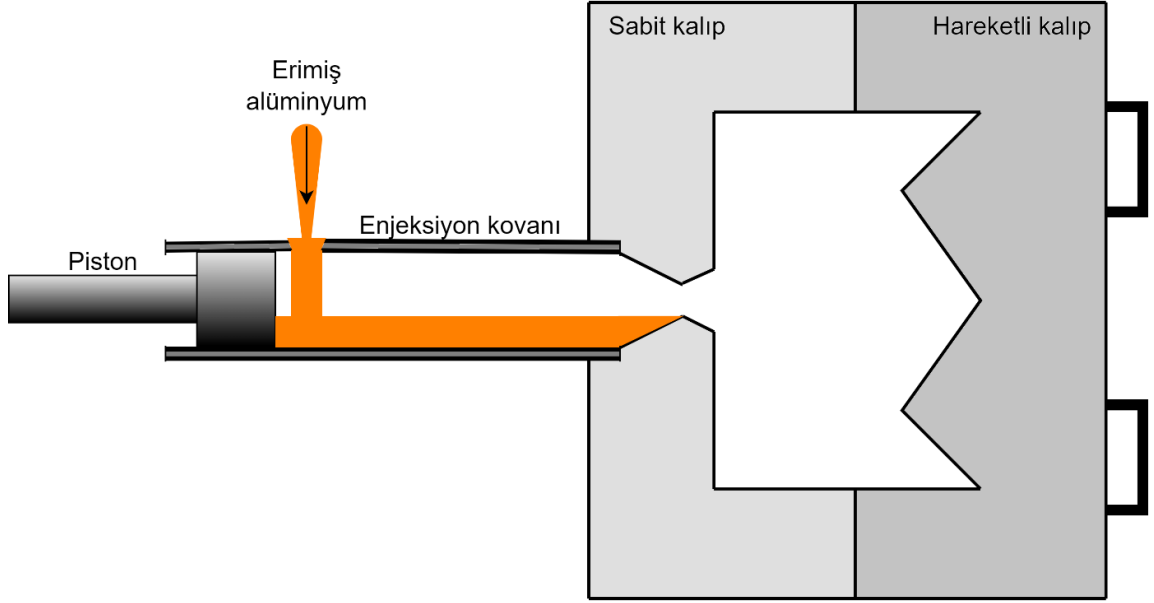 Sabit kalıp
Hareketli kalıp
Erimiş
alüminyum
Enjeksiyon kovanı
Piston